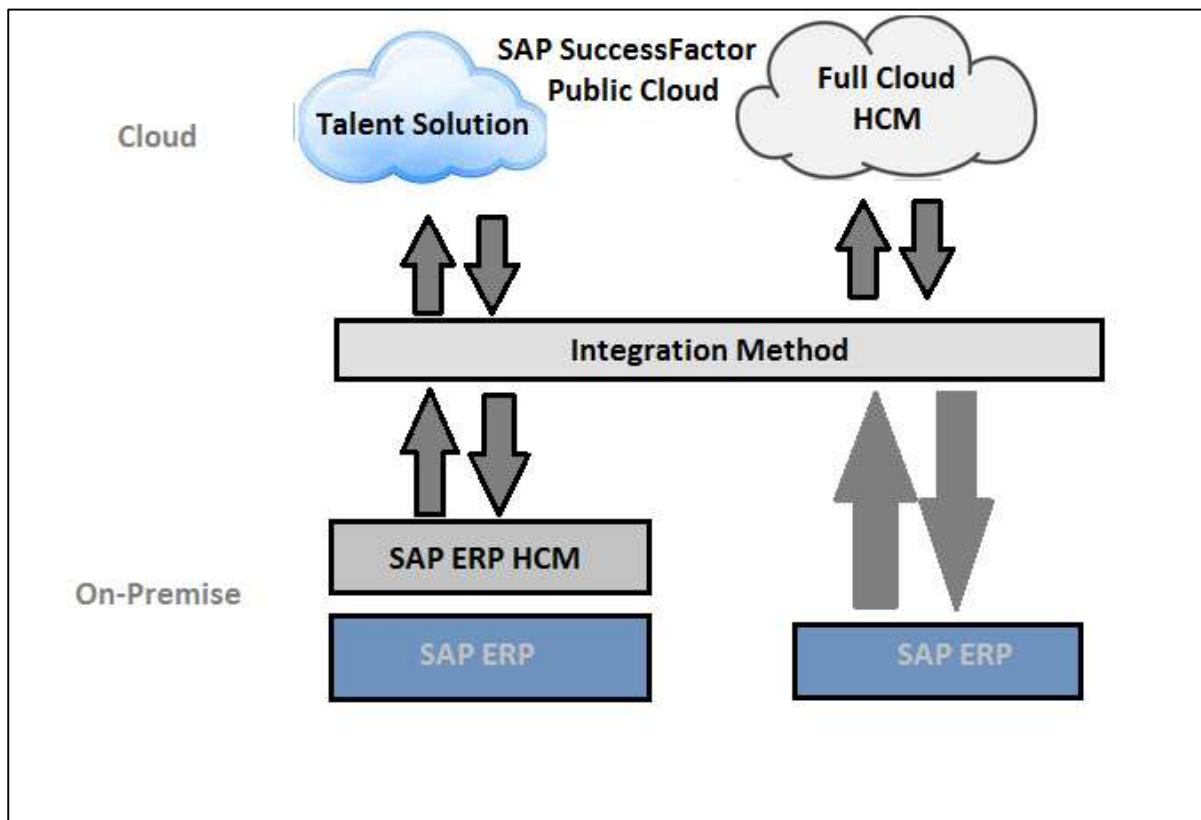 SAP SuccessFactor
Public Cloud
Full Cloud
HCM
Talent Solution
Cloud
Integration Method
SAP ERP HCM
On-Premise
SAP ERP
SAP ERP